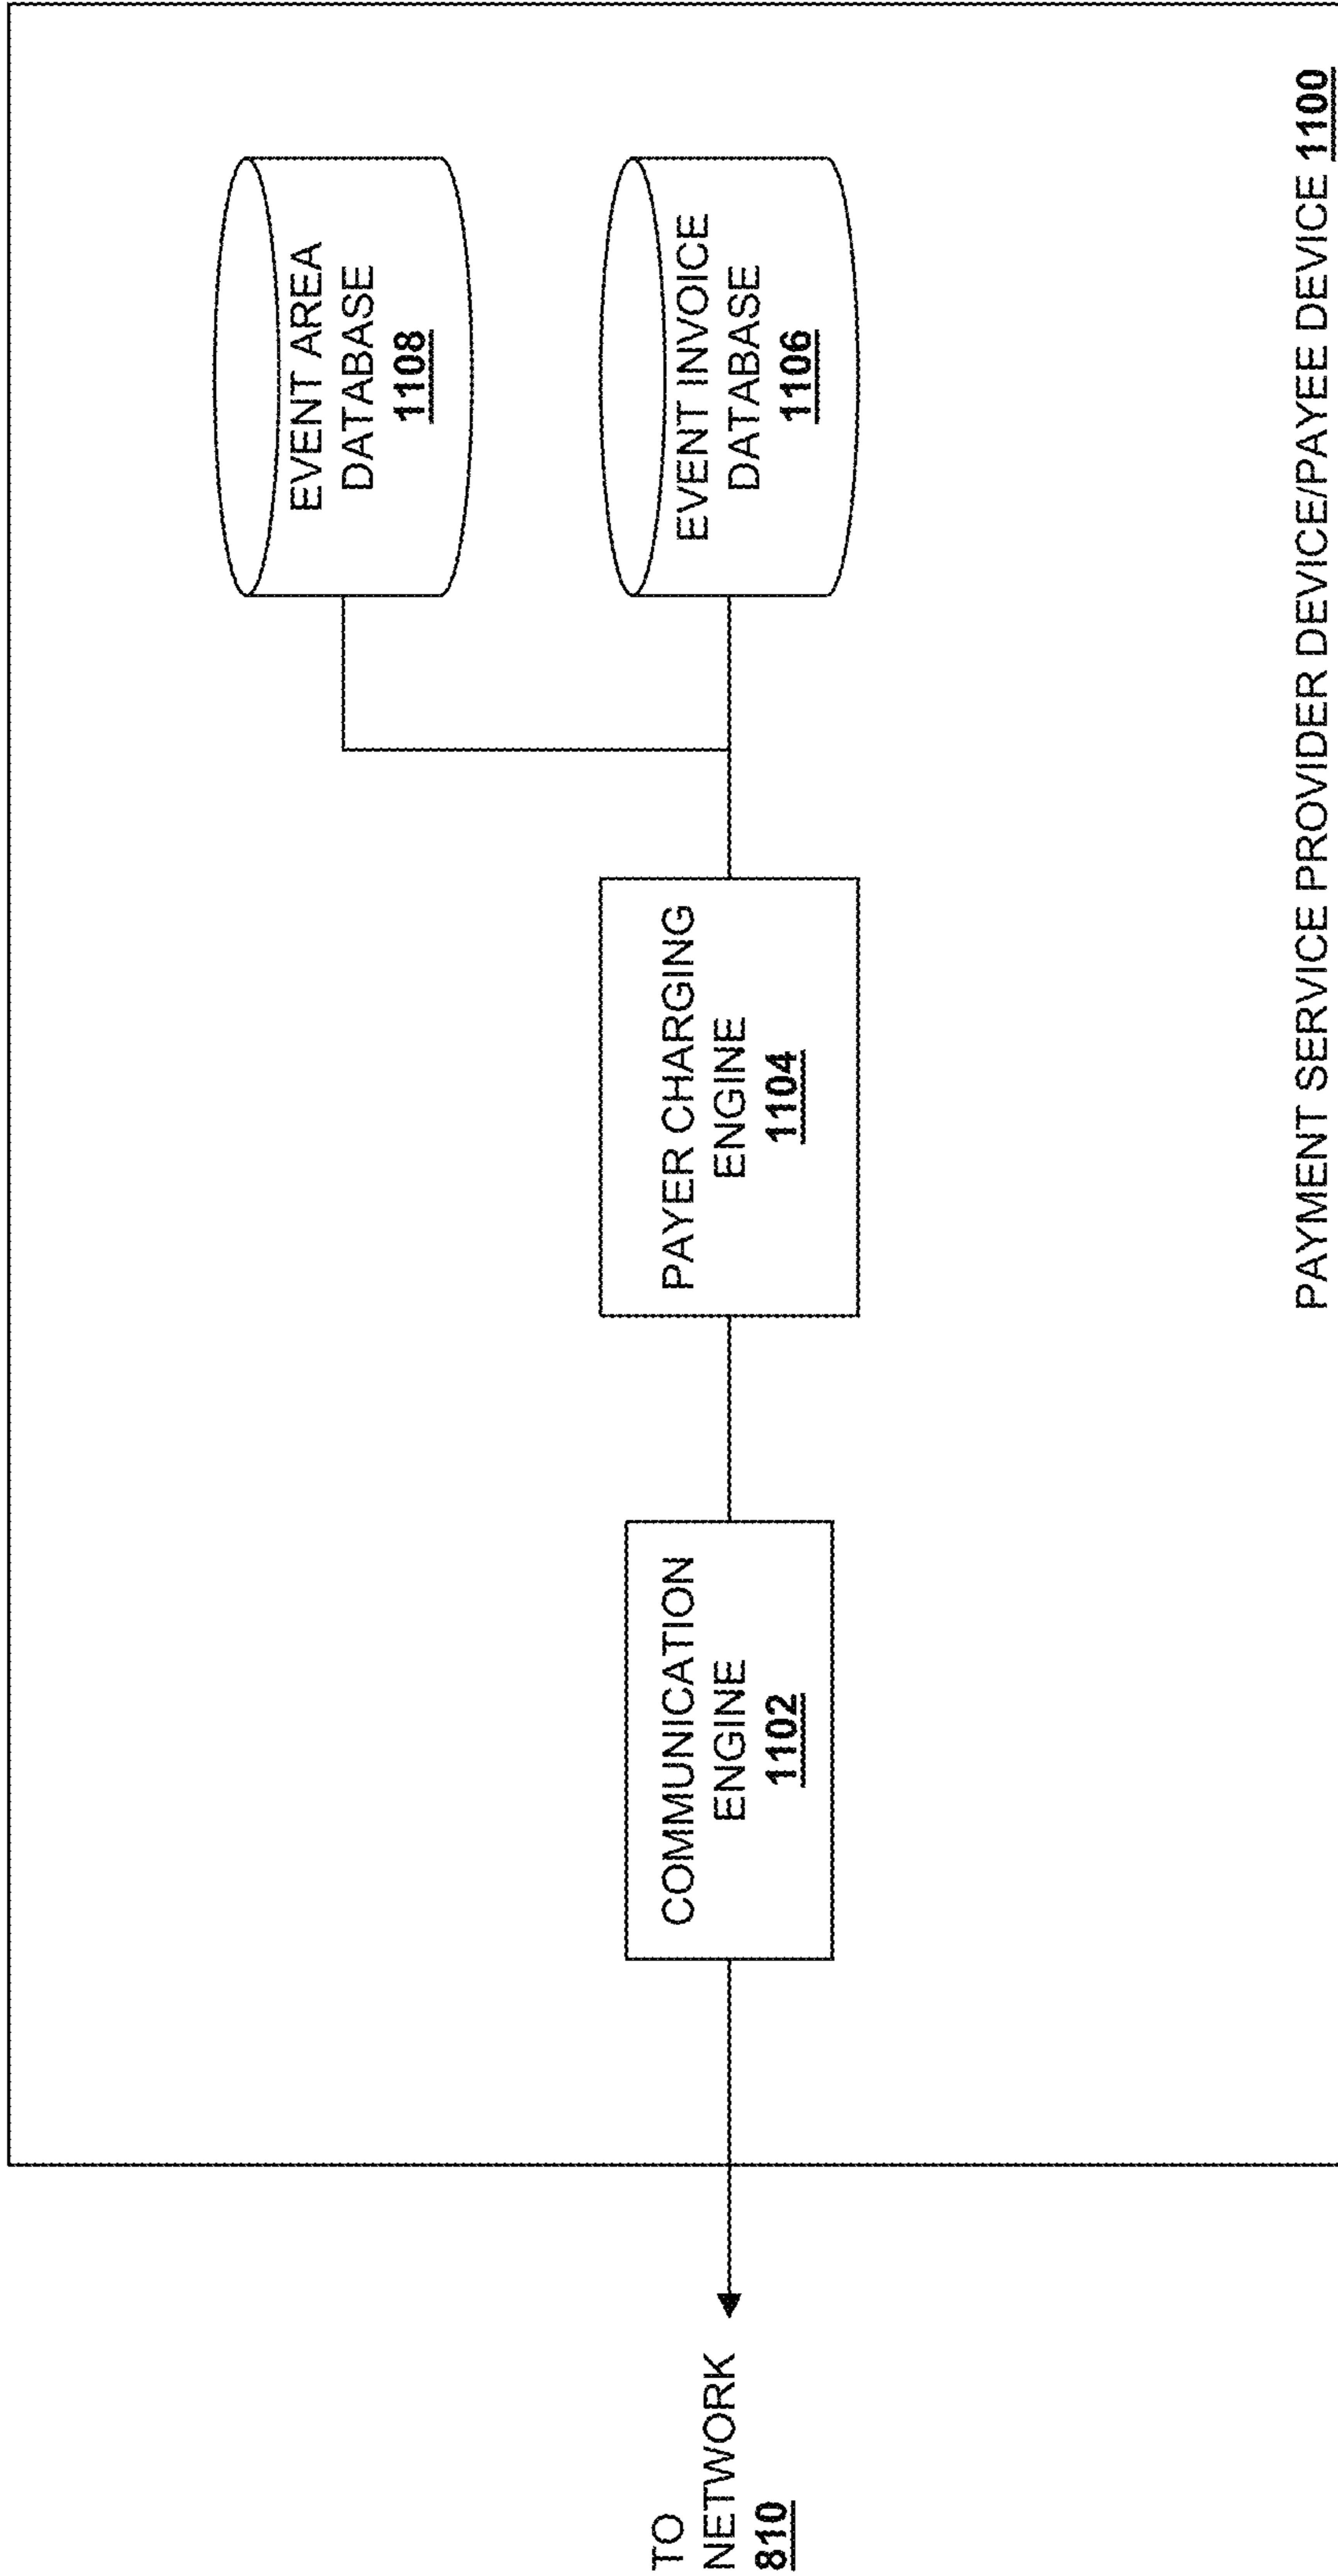 TO
NETWORK
810
COMMUNICATION
ENGINE
1102
PAYER CHARGING
ENGINE
1104
EVENT AREA
DATABASE
1108
EVENT INVOICE
DATABASE
1106
PAYMENT SERVICE PROVIDER DEVICE/PAYEE DEVICE 1100